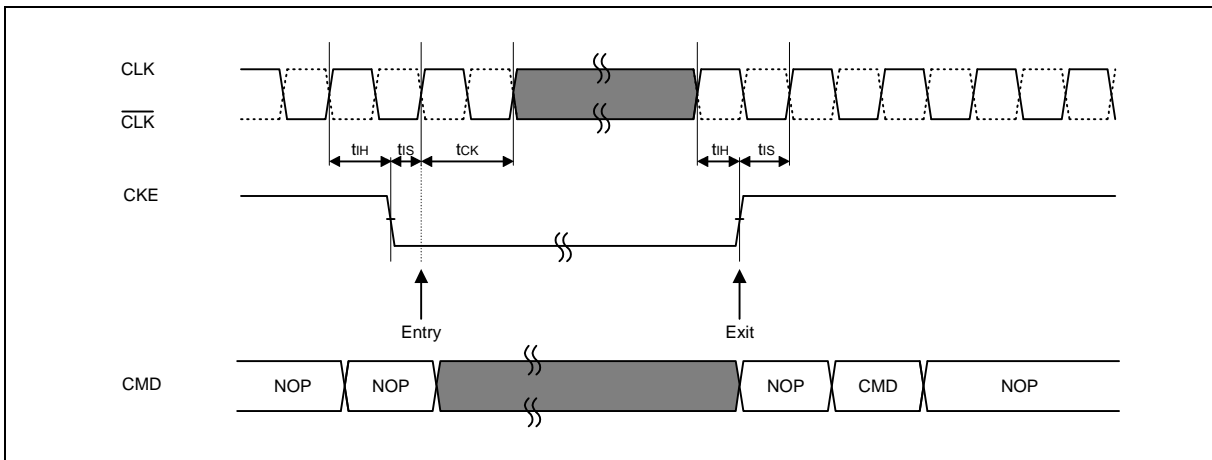 CLK
CLK
tIH tIS tCK tIH tIS
CKE
Entry Exit
CMD NOP NOP NOP CMD NOP